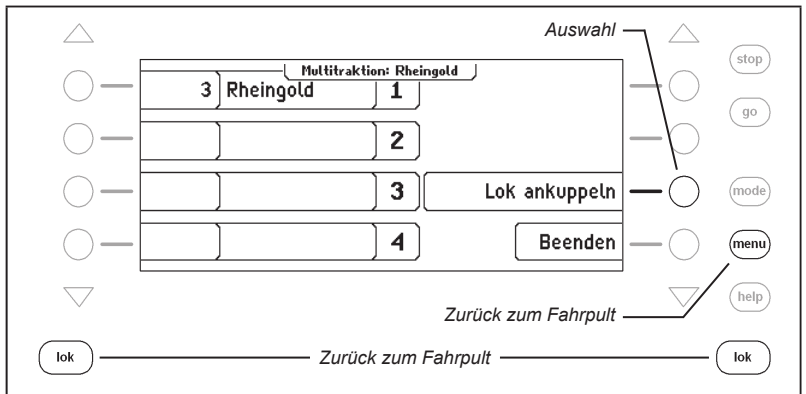 Auswahl
stop
Multitraktion: Rheingold
3 Rheingold 1
go
2
3 Lok ankuppeln
mode
4 Beenden
menu
help
Zurück zum Fahrpult
lok Zurück zum Fahrpult lok